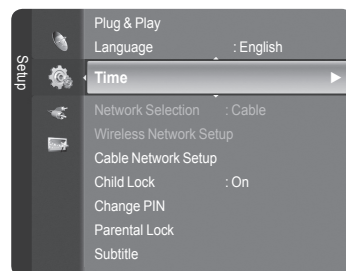 Setup
Plug & Play
Language : English
Time
Network Selection : Cable
Wireless Network Setup
Cable Network Setup
Child Lock : On
Change PIN
Parental Lock
Subtitle